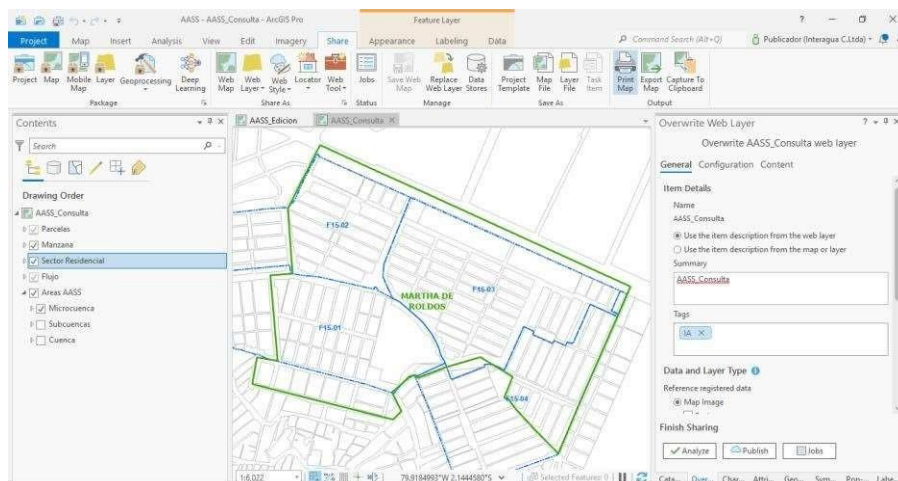 AASS - AASS_Consulta - ArcGIS Pro
Feature Layer
?
Project Map Insert Analysis View Edit Imagery Share Appearance Labeling Data
Command Search (Alt+Q)
Publicador (Interagua C.Ltda)
Project Map Mobile Map Layer Geoprocessing Deep Learning
Package
Web Map Web Layer Web Style Locator Web Tool
Share As
Jobs
Status
Save Web Map Replace Web Layer Data Stores
Manage
Project Template Map File Layer File Task Item
Save As
Print Map Export Map Capture To Clipboard
Output
Contents
Search
Drawing Order
AASS_Consulta
Parcelas
Manzana
Sector Residencial
Flujo
Areas AASS
Microcuenca
Subcuencas
Cuenca
AASS_Edicion
AASS_Consulta
F15-02
F15-03
MARTHA DE
ROLDOS
F15-01
F15-04
1:6,022
79.9184993°W 2.1444580°S
Selected Features: 0
Overwrite Web Layer
?
Overwrite AASS_Consulta web layer
General Configuration Content
Item Details
Name
AASS_Consulta
Use the item description from the web layer
Use the item description from the map or layer
Summary
AASS_Consulta
Tags
IA
Data and Layer Type
Reference registered data
Map Image
Finish Sharing
Analyze Publish Jobs
Cata... Over... Char... Attri... Geo... Sym... Pop-... Labe...